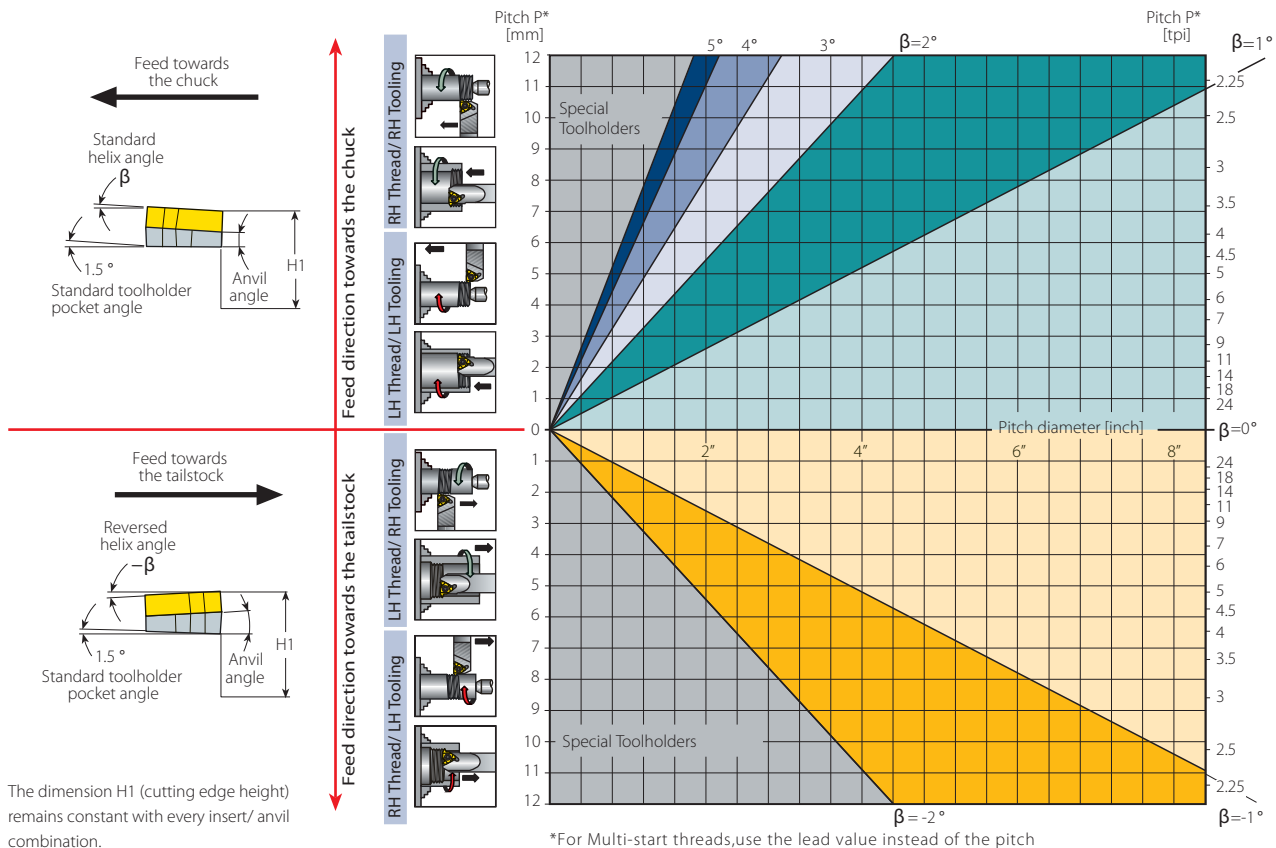 Feed towards
the chuck
Standard
helix angle
β
1.5 °
Standard toolholder
pocket angle
Anvil
angle
H1
Feed towards
the tailstock
Reversed
helix angle
–β
1.5 °
Standard toolholder
pocket angle
Anvil
angle
H1
The dimension H1 (cutting edge height)
remains constant with every insert/ anvil
combination.
Feed direction towards the chuck
Feed direction towards the tailstock
RH Thread/ RH Tooling
LH Thread/ LH Tooling
LH Thread/ RH Tooling
RH Thread/ LH Tooling
Pitch P*
[mm]
5°
4°
3°
β=2°
Pitch P*
[tpi]
β=1°
12
11
10
9
8
7
6
5
4
3
2
1
0
1
2
3
4
5
6
7
8
9
10
11
12
Special
Toolholders
Pitch diameter [inch]
2″
4″
6″
8″
Special Toolholders
2.25
2.5
3
3.5
4
4.5
5
6
7
9
11
14
18
24
β=0°
24
18
14
11
9
7
6
5
4.5
4
3.5
3
2.5
2.25
β=-1°
β = -2°
*For Multi-start threads,use the lead value instead of the pitch